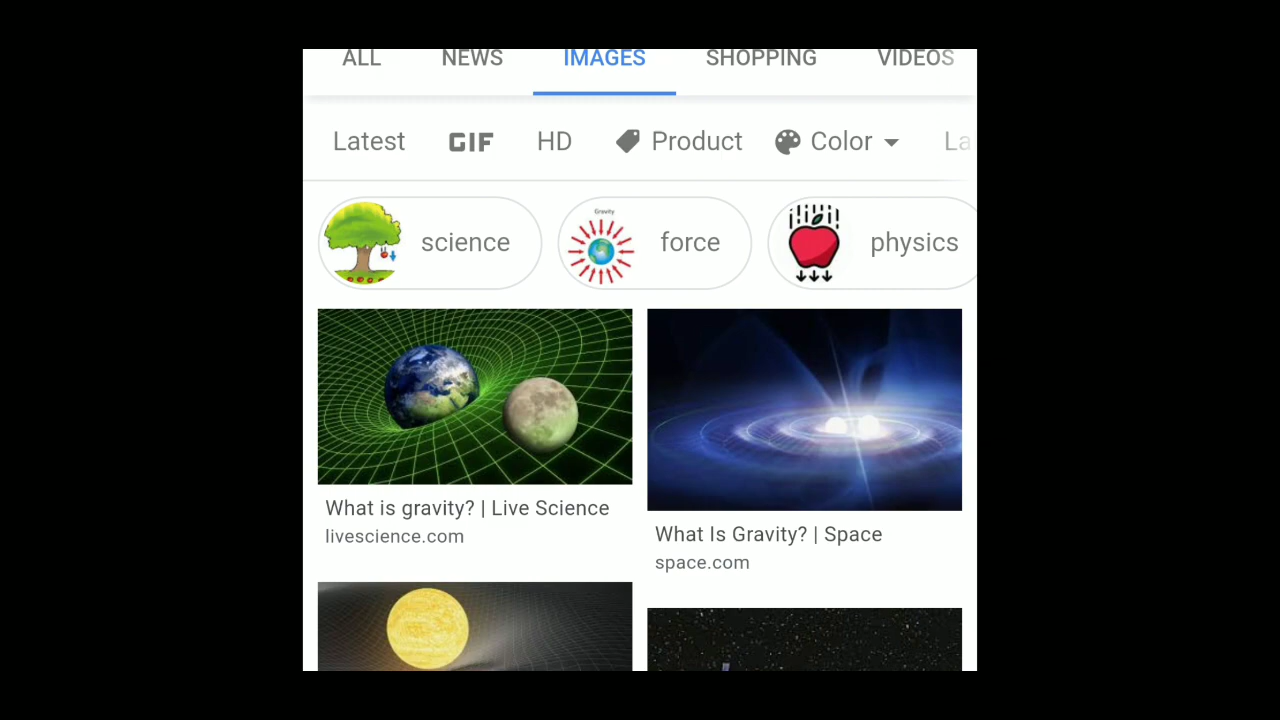 ALL NEWS IMAGES SHOPPING VIDEOS
Latest GIF HD Product Color La
science Gravity force physics
What is gravity? | Live Science
livescience.com
What Is Gravity? | Space
space.com